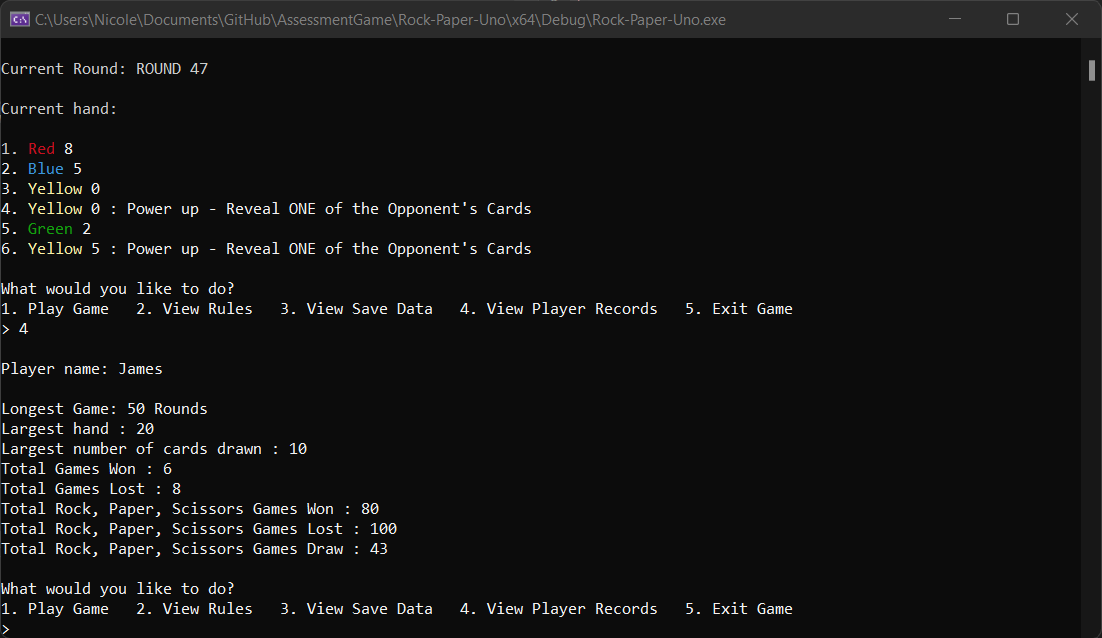 C:\Users\Nicole\Documents\GitHub\AssessmentGame\Rock-Paper-Uno\x64\Debug\Rock-Paper-Uno.exe
Current Round: ROUND 47
Current hand:
1. Red 8
2. Blue 5
3. Yellow 0
4. Yellow 0 : Power up - Reveal ONE of the Opponent's Cards
5. Green 2
6. Yellow 5 : Power up - Reveal ONE of the Opponent's Cards
What would you like to do?
1. Play Game   2. View Rules   3. View Save Data   4. View Player Records   5. Exit Game
> 4
Player name: James
Longest Game: 50 Rounds
Largest hand : 20
Largest number of cards drawn : 10
Total Games Won : 6
Total Games Lost : 8
Total Rock, Paper, Scissors Games Won : 80
Total Rock, Paper, Scissors Games Lost : 100
Total Rock, Paper, Scissors Games Draw : 43
What would you like to do?
1. Play Game   2. View Rules   3. View Save Data   4. View Player Records   5. Exit Game
>